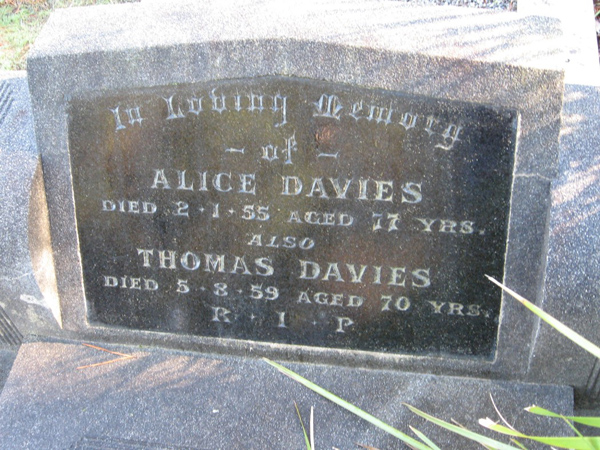 In Loving Memory
- of -
ALICE DAVIES
DIED 2·1·55 AGED 77 YRS.
ALSO
THOMAS DAVIES
DIED 5·8·59 AGED 70 YRS.
R·I·P